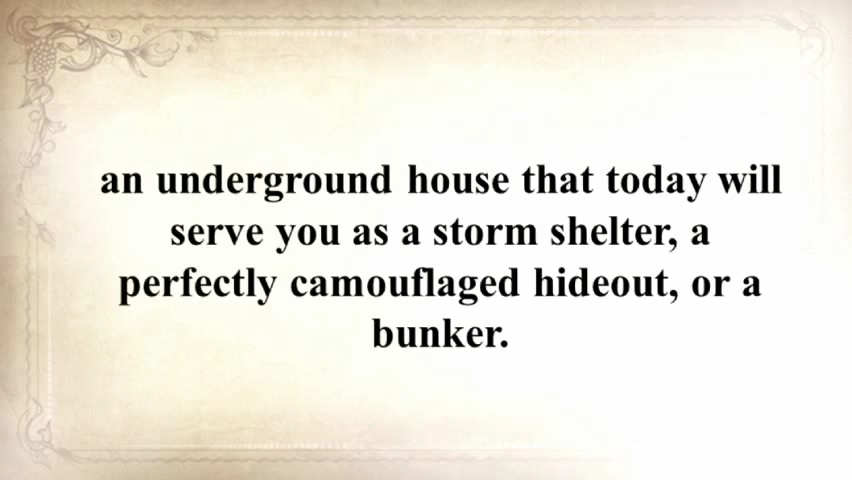 an underground house that today will
serve you as a storm shelter, a
perfectly camouflaged hideout, or a
bunker.